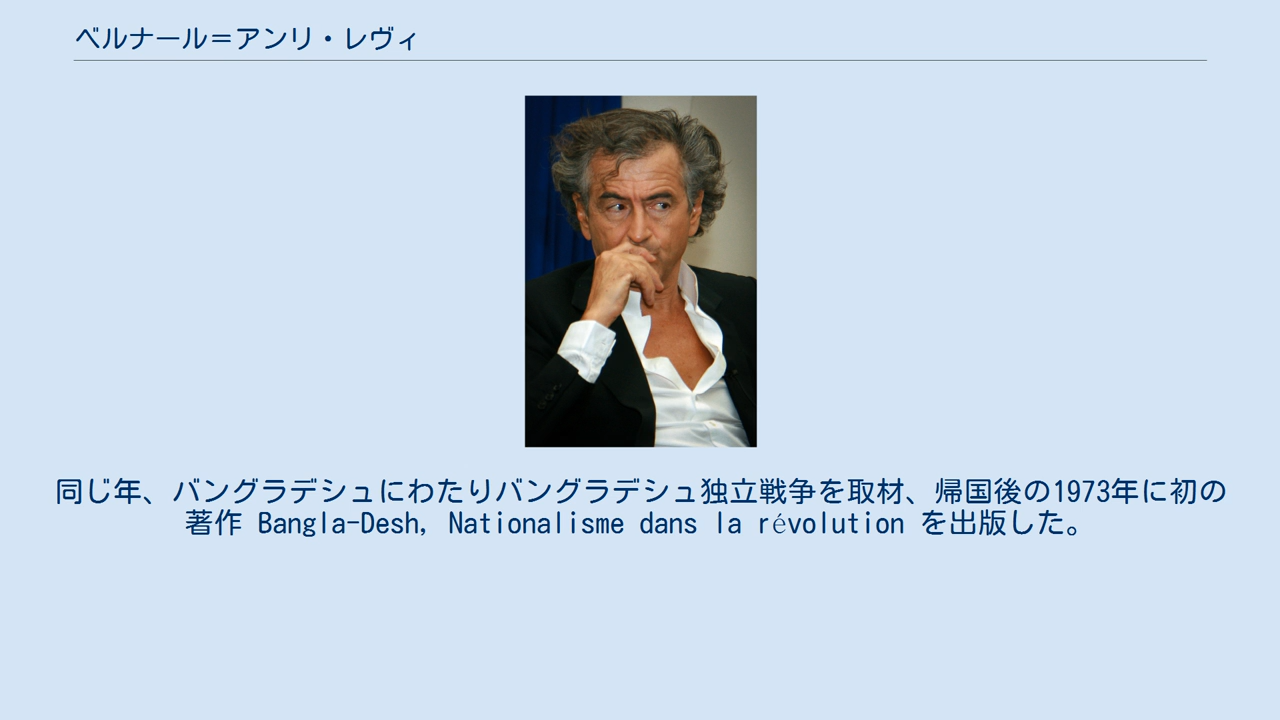 ベルナール＝アンリ・レヴィ
同じ年、バングラデシュにわたりバングラデシュ独立戦争を取材、帰国後の1973年に初の
著作 Bangla-Desh, Nationalisme dans la révolution を出版した。